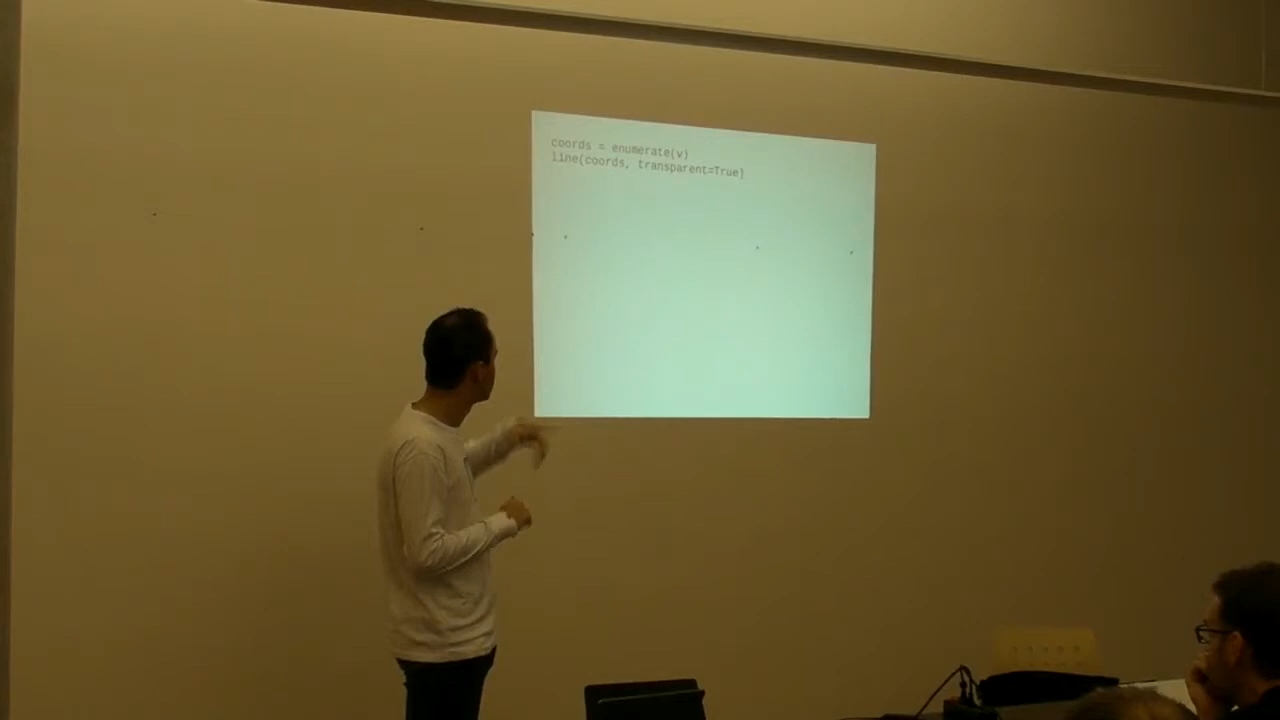 coords = enumerate(v)
line(coords, transparent=True)